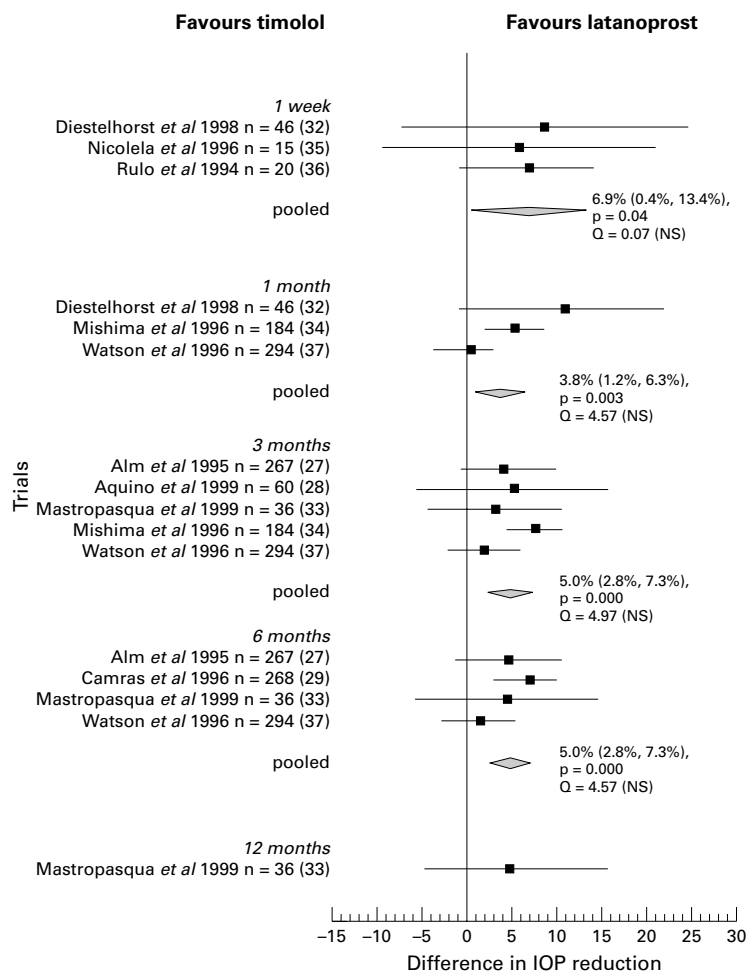 Favours timolol Favours latanoprost
1 week
Diestelhorst et al 1998 n = 46 (32)
Nicolela et al 1996 n = 15 (35)
Rulo et al 1994 n = 20 (36)
pooled
6.9% (0.4%, 13.4%),
p = 0.04
Q = 0.07 (NS)
1 month
Diestelhorst et al 1998 n = 46 (32)
Mishima et al 1996 n = 184 (34)
Watson et al 1996 n = 294 (37)
pooled
3.8% (1.2%, 6.3%),
p = 0.003
Q = 4.57 (NS)
3 months
Alm et al 1995 n = 267 (27)
Aquino et al 1999 n = 60 (28)
Mastropasqua et al 1999 n = 36 (33)
Mishima et al 1996 n = 184 (34)
Watson et al 1996 n = 294 (37)
pooled
5.0% (2.8%, 7.3%),
p = 0.000
Q = 4.97 (NS)
Trials
6 months
Alm et al 1995 n = 267 (27)
Camras et al 1996 n = 268 (29)
Mastropasqua et al 1999 n = 36 (33)
Watson et al 1996 n = 294 (37)
pooled
5.0% (2.8%, 7.3%),
p = 0.000
Q = 4.57 (NS)
12 months
Mastropasqua et al 1999 n = 36 (33)
–15 –10 –5 0 5 10 15 20 25 30
Difference in IOP reduction